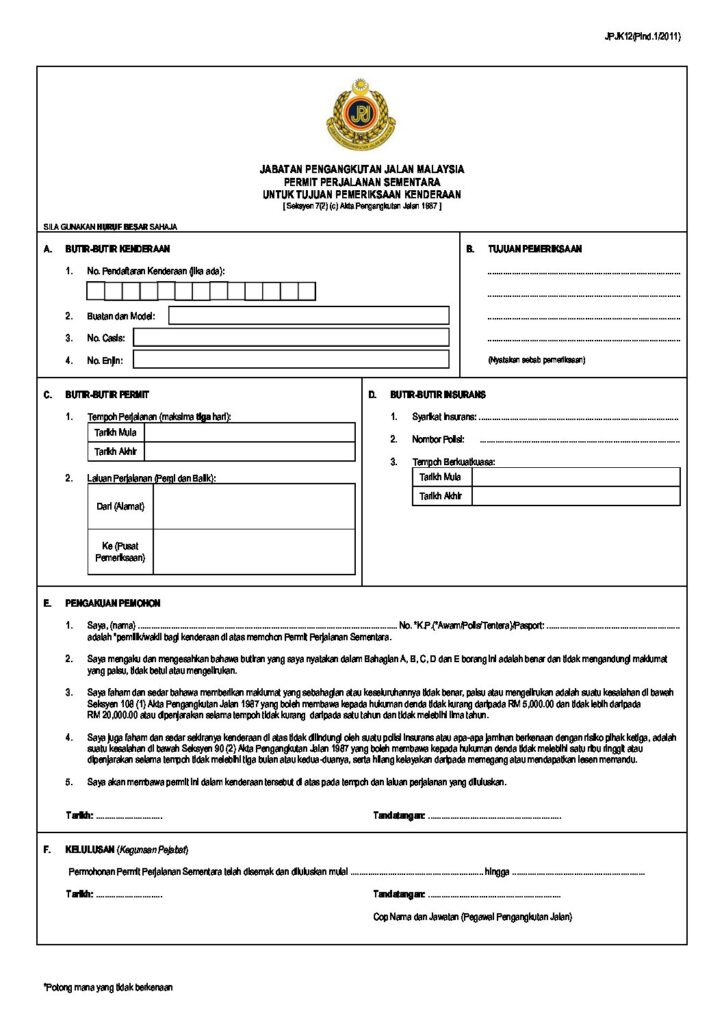 JPJK12(Pind.1/2011)
JPJ
JABATAN PENGANGKUTAN JALAN MALAYSIA
PERMIT PERJALANAN SEMENTARA
UNTUK TUJUAN PEMERIKSAAN KENDERAAN
[ Seksyen 7(2) (c) Akta Pengangkutan Jalan 1987 ]
SILA GUNAKAN HURUF BESAR SAHAJA
A. BUTIR-BUTIR KENDERAAN
1. No. Pendaftaran Kenderaan (jika ada):
2. Buatan dan Model:
3. No. Casis:
4. No. Enjin:
B. TUJUAN PEMERIKSAAN
(Nyatakan sebab pemeriksaan)
C. BUTIR-BUTIR PERMIT
1. Tempoh Perjalanan (maksima tiga hari):
Tarikh Mula
Tarikh Akhir
2. Laluan Perjalanan (Pergi dan Balik):
Dari (Alamat)
Ke (Pusat
Pemeriksaan)
D. BUTIR-BUTIR INSURANS
1. Syarikat Insurans: ....................
2. Nombor Polisi: ....................
3. Tempoh Berkuatkuasa:
Tarikh Mula
Tarikh Akhir
E. PENGAKUAN PEMOHON
1. Saya, (nama) .................... No. *K.P.(*Awam/Polis/Tentera)/Pasport: ....................
adalah *pemilik/wakil bagi kenderaan di atas memohon Permit Perjalanan Sementara.
2. Saya mengaku dan mengesahkan bahawa butiran yang saya nyatakan dalam Bahagian A, B, C, D dan E borang ini adalah benar dan tidak mengandungi maklumat
yang palsu, tidak betul atau mengelirukan.
3. Saya faham dan sedar bahawa memberikan maklumat yang sebahagian atau keseluruhannya tidak benar, palsu atau mengelirukan adalah suatu kesalahan di bawah
Seksyen 108 (1) Akta Pengangkutan Jalan 1987 yang boleh membawa kepada hukuman denda tidak kurang daripada RM 5,000.00 dan tidak lebih daripada
RM 20,000.00 atau dipenjarakan selama tempoh tidak kurang daripada satu tahun dan tidak melebihi lima tahun.
4. Saya juga faham dan sedar sekiranya kenderaan di atas tidak dilindungi oleh suatu polisi insurans atau apa-apa jaminan berkenaan dengan risiko pihak ketiga, adalah
suatu kesalahan di bawah Seksyen 90 (2) Akta Pengangkutan Jalan 1987 yang boleh membawa kepada hukuman denda tidak melebihi satu ribu ringgit atau
dipenjarakan selama tempoh tidak melebihi tiga bulan atau kedua-duanya, serta hilang kelayakan daripada memegang atau mendapatkan lesen memandu.
5. Saya akan membawa permit ini dalam kenderaan tersebut di atas pada tempoh dan laluan perjalanan yang diluluskan.
Tarikh: .................... Tandatangan: ....................
F. KELULUSAN (Kegunaan Pejabat)
Permohonan Permit Perjalanan Sementara telah disemak dan diluluskan mulai .................... hingga ....................
Tarikh: .................... Tandatangan: ....................
Cop Nama dan Jawatan (Pegawai Pengangkutan Jalan)
*Potong mana yang tidak berkenaan